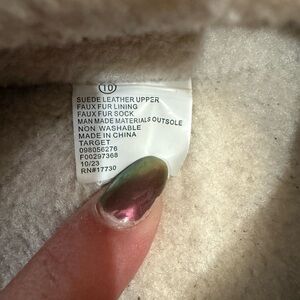 10
SUEDE LEATHER UPPER
FAUX FUR LINING
FAUX FUR SOCK
MAN MADE MATERIALS OUTSOLE
NON WASHABLE
MADE IN CHINA
TARGET
098056276
F00297368
10/23
RN#17730